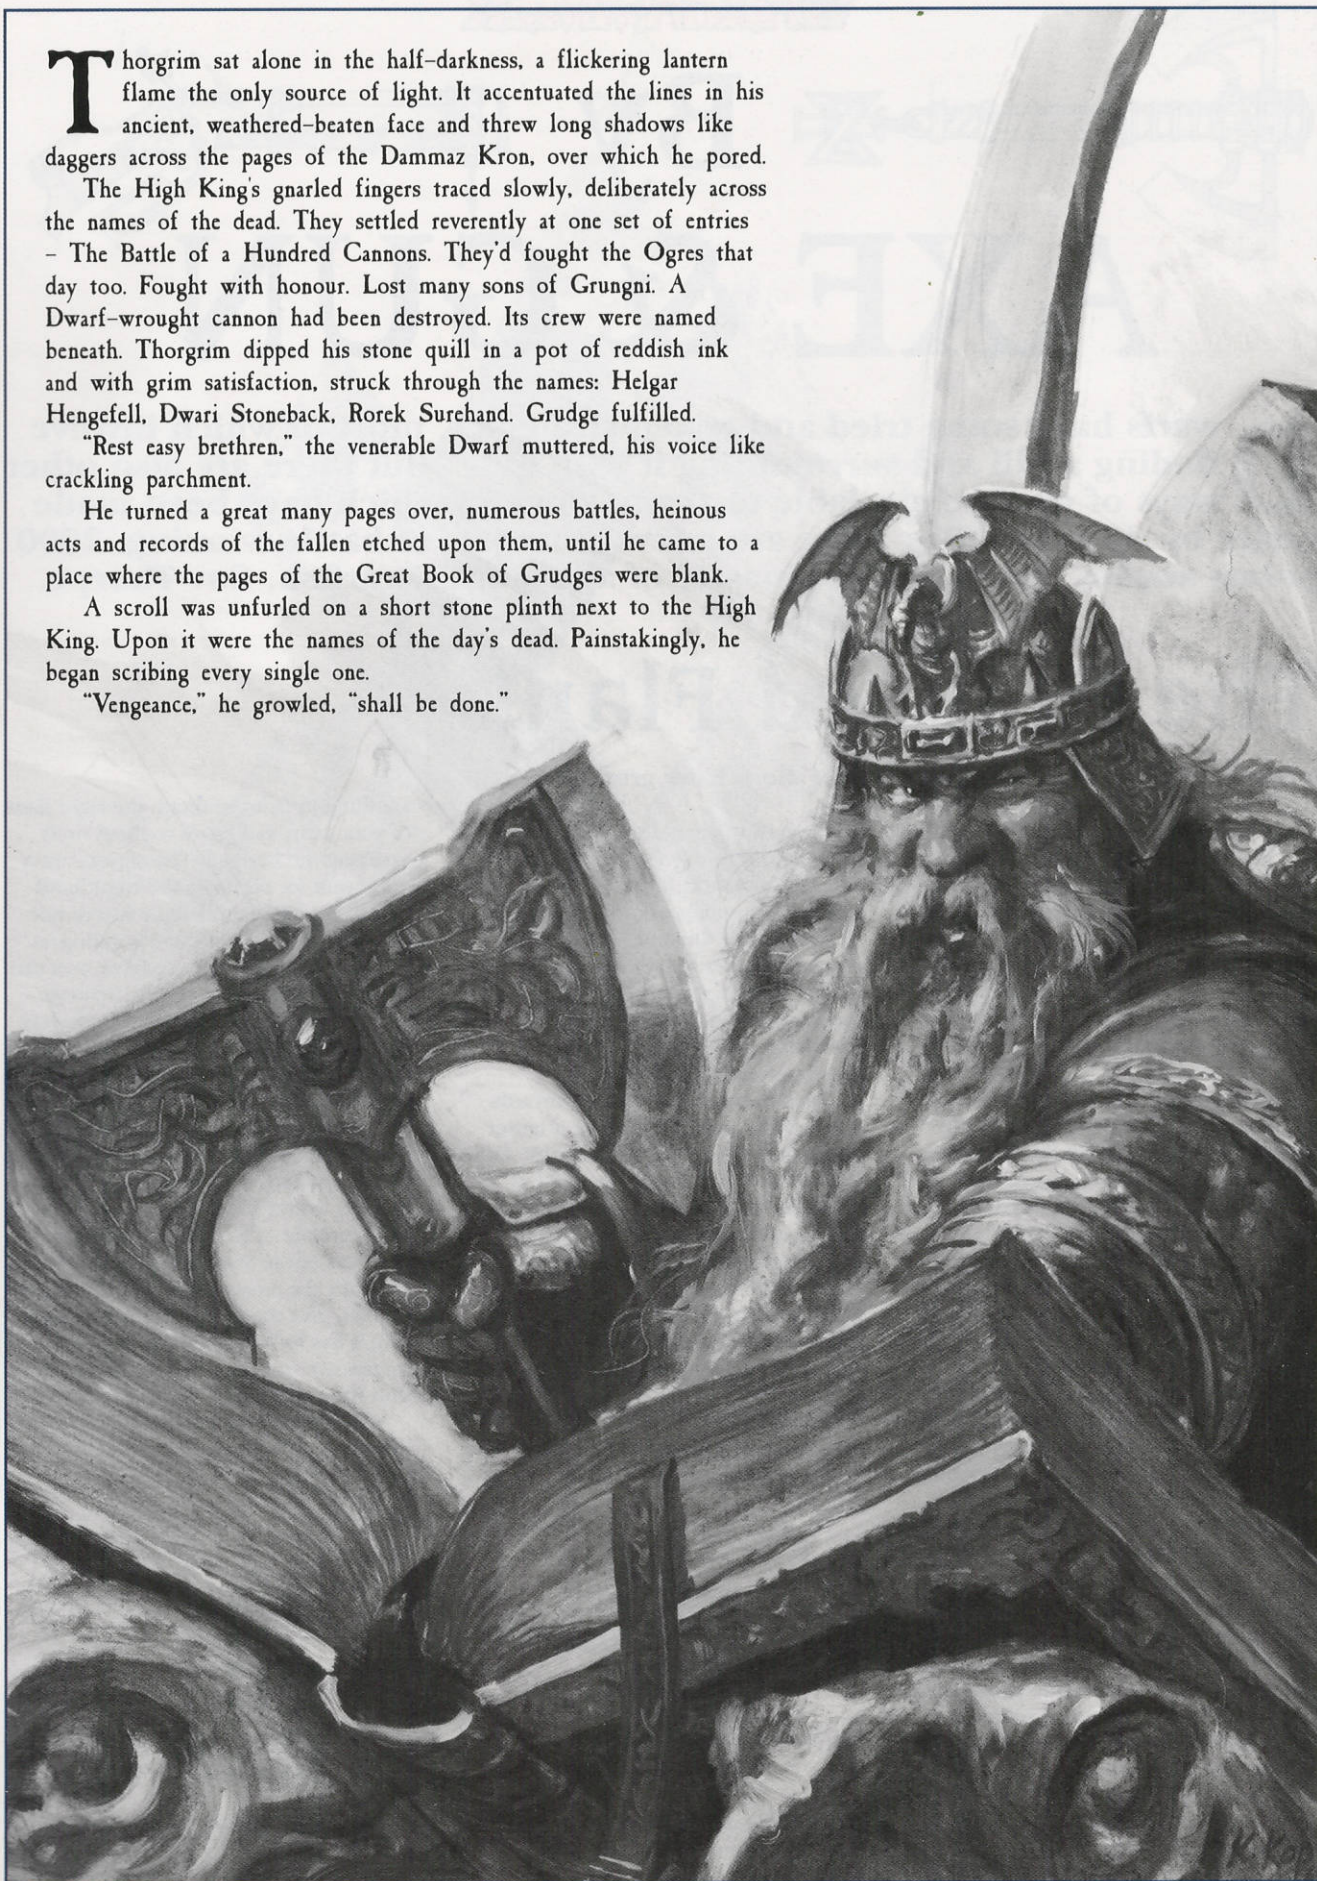 Thorgrim sat alone in the half-darkness, a flickering lantern
flame the only source of light. It accentuated the lines in his
ancient, weathered-beaten face and threw long shadows like
daggers across the pages of the Dammaz Kron, over which he pored.
The High King's gnarled fingers traced slowly, deliberately across
the names of the dead. They settled reverently at one set of entries
– The Battle of a Hundred Cannons. They'd fought the Ogres that
day too. Fought with honour. Lost many sons of Grungni. A
Dwarf-wrought cannon had been destroyed. Its crew were named
beneath. Thorgrim dipped his stone quill in a pot of reddish ink
and with grim satisfaction, struck through the names: Helgar
Hengefell, Dwari Stoneback, Rorek Surehand. Grudge fulfilled.
“Rest easy brethren,” the venerable Dwarf muttered, his voice like
crackling parchment.
He turned a great many pages over, numerous battles, heinous
acts and records of the fallen etched upon them, until he came to a
place where the pages of the Great Book of Grudges were blank.
A scroll was unfurled on a short stone plinth next to the High
King. Upon it were the names of the day's dead. Painstakingly, he
began scribing every single one.
“Vengeance,” he growled, “shall be done.”